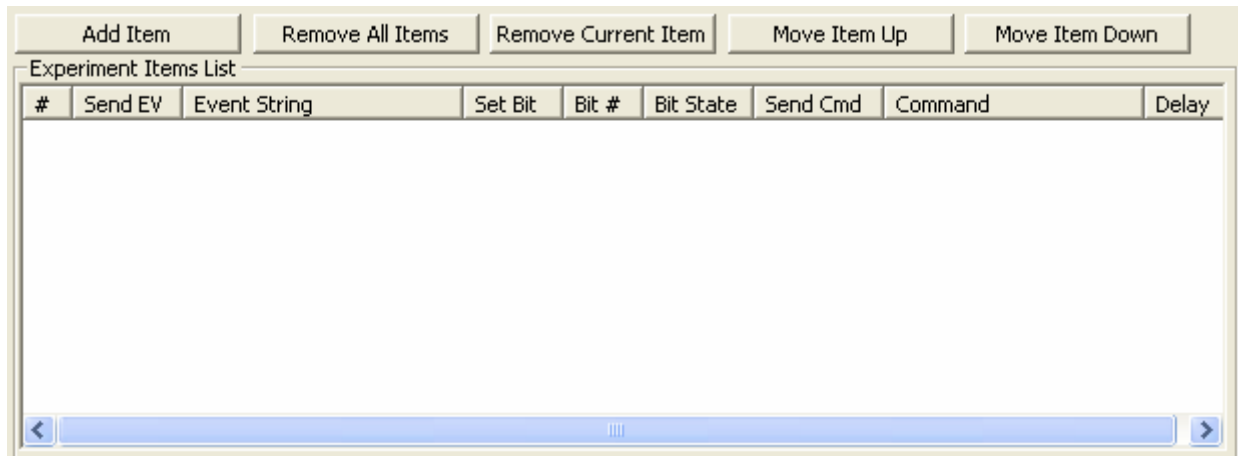 Add Item Remove All Items Remove Current Item Move Item Up Move Item Down
Experiment Items List
# Send EV Event String Set Bit Bit # Bit State Send Cmd Command Delay